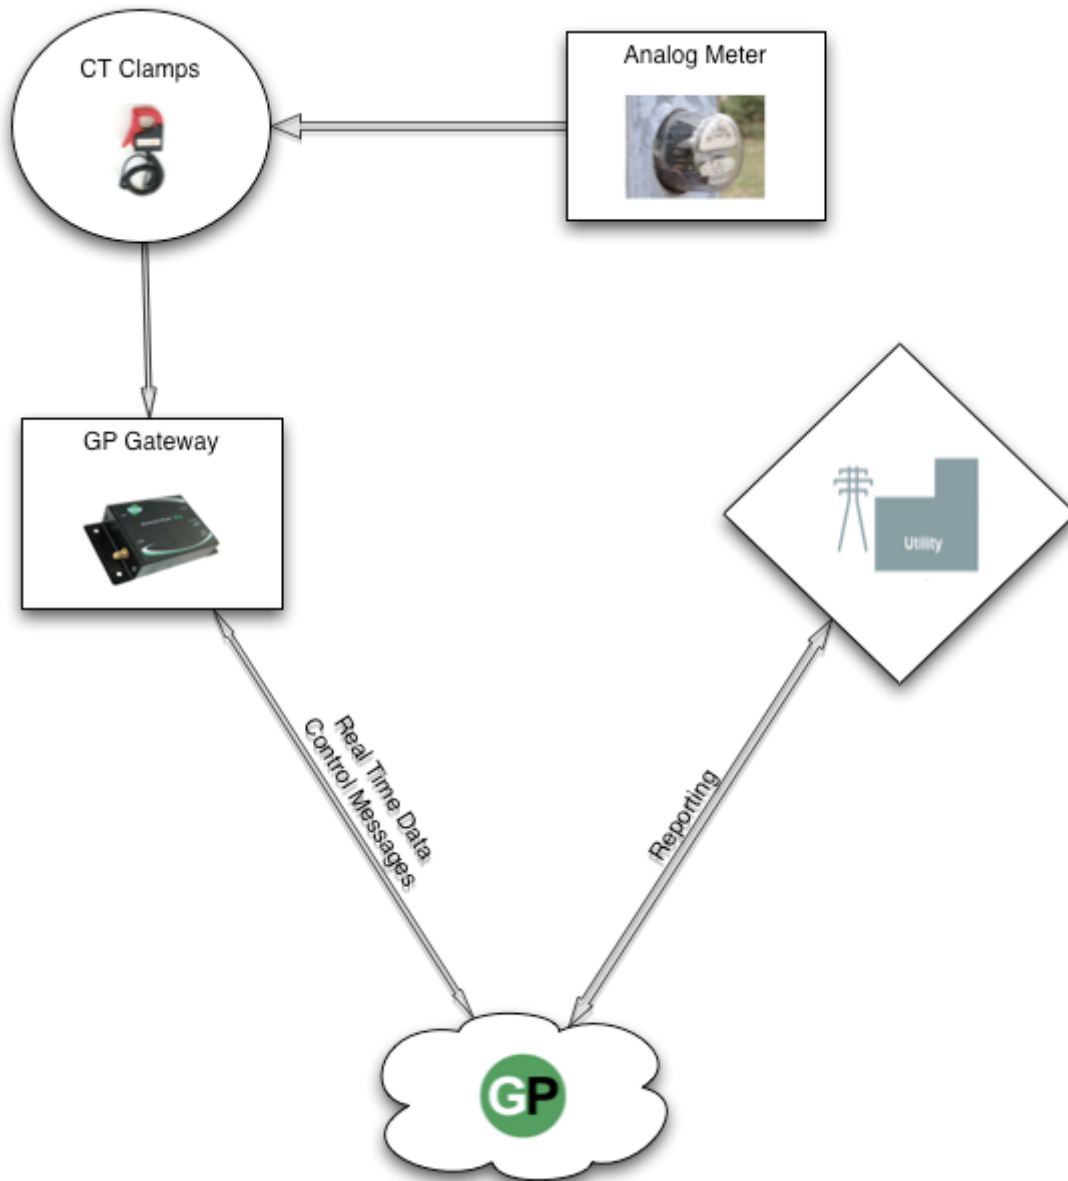 CT Clamps
Analog Meter
GP Gateway
Utility
Real Time Data
Control Messages
Reporting
GP